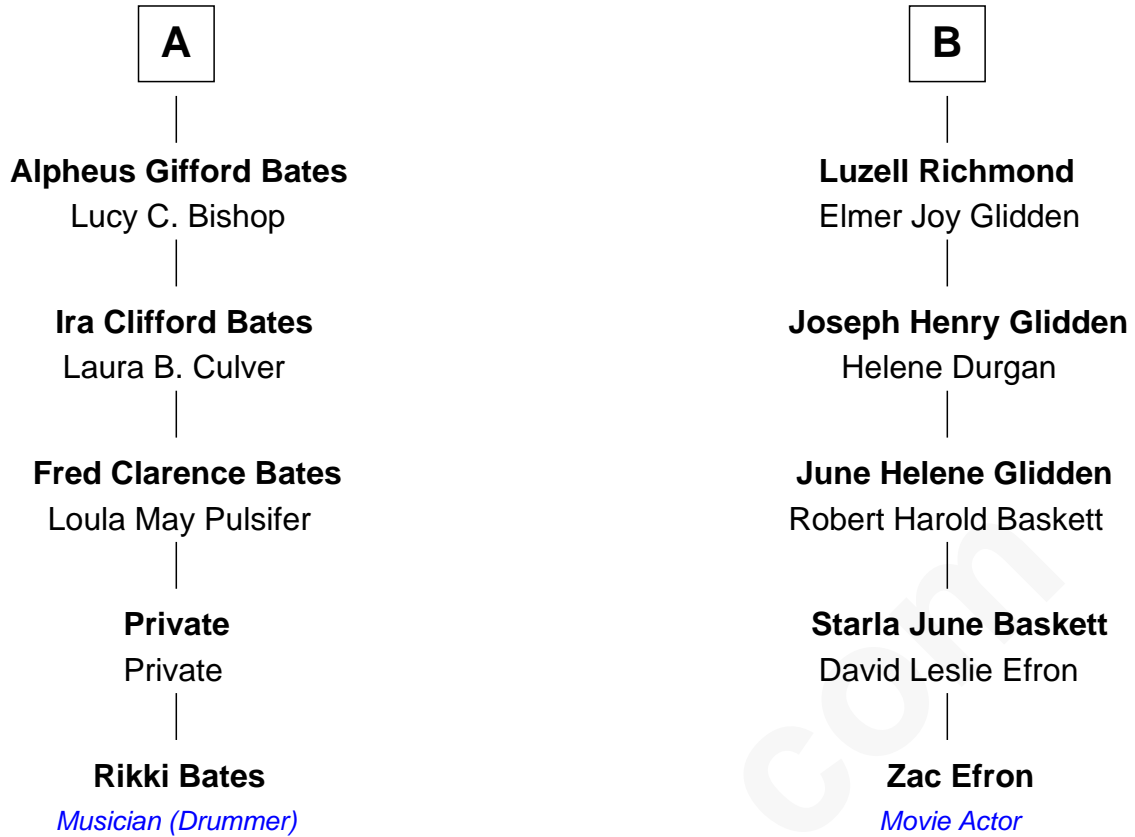 A
Alpheus Gifford Bates
Lucy C. Bishop
Ira Clifford Bates
Laura B. Culver
Fred Clarence Bates
Loula May Pulsifer
Private
Private
Rikki Bates
Musician (Drummer)
B
Luzell Richmond
Elmer Joy Glidden
Joseph Henry Glidden
Helene Durgan
June Helene Glidden
Robert Harold Baskett
Starla June Baskett
David Leslie Efron
Zac Efron
Movie Actor
com